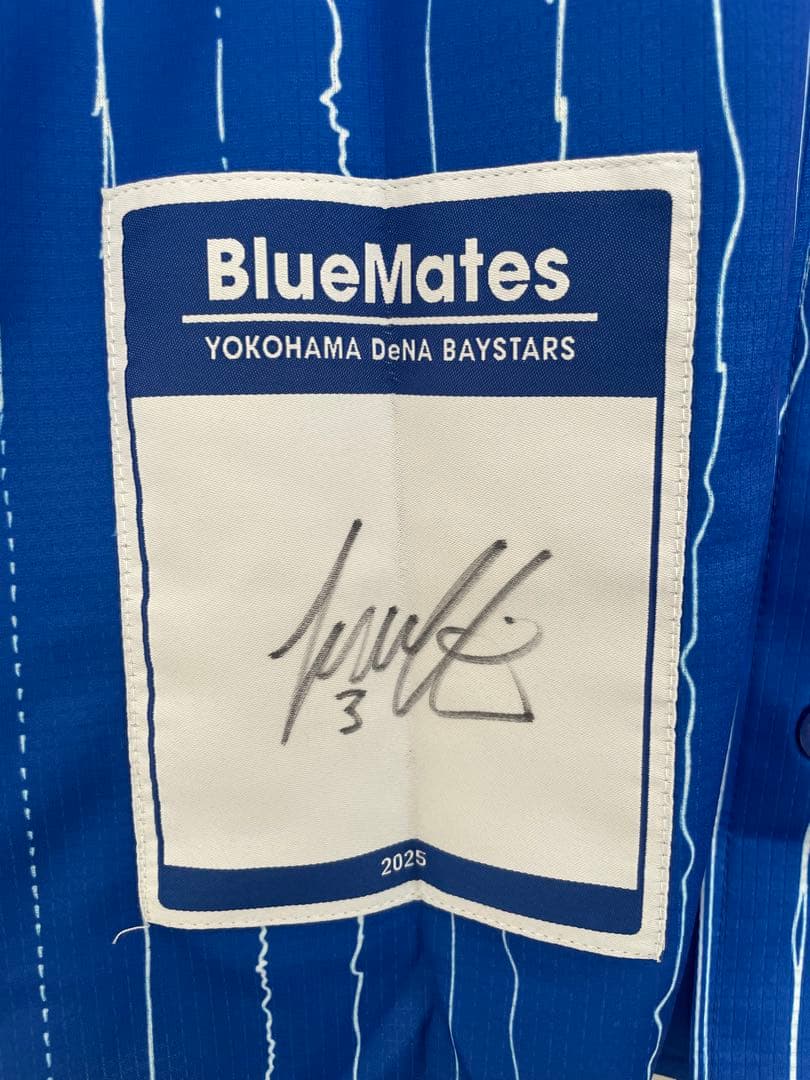 BlueMates
YOKOHAMA DeNA BAYSTARS
3
2025